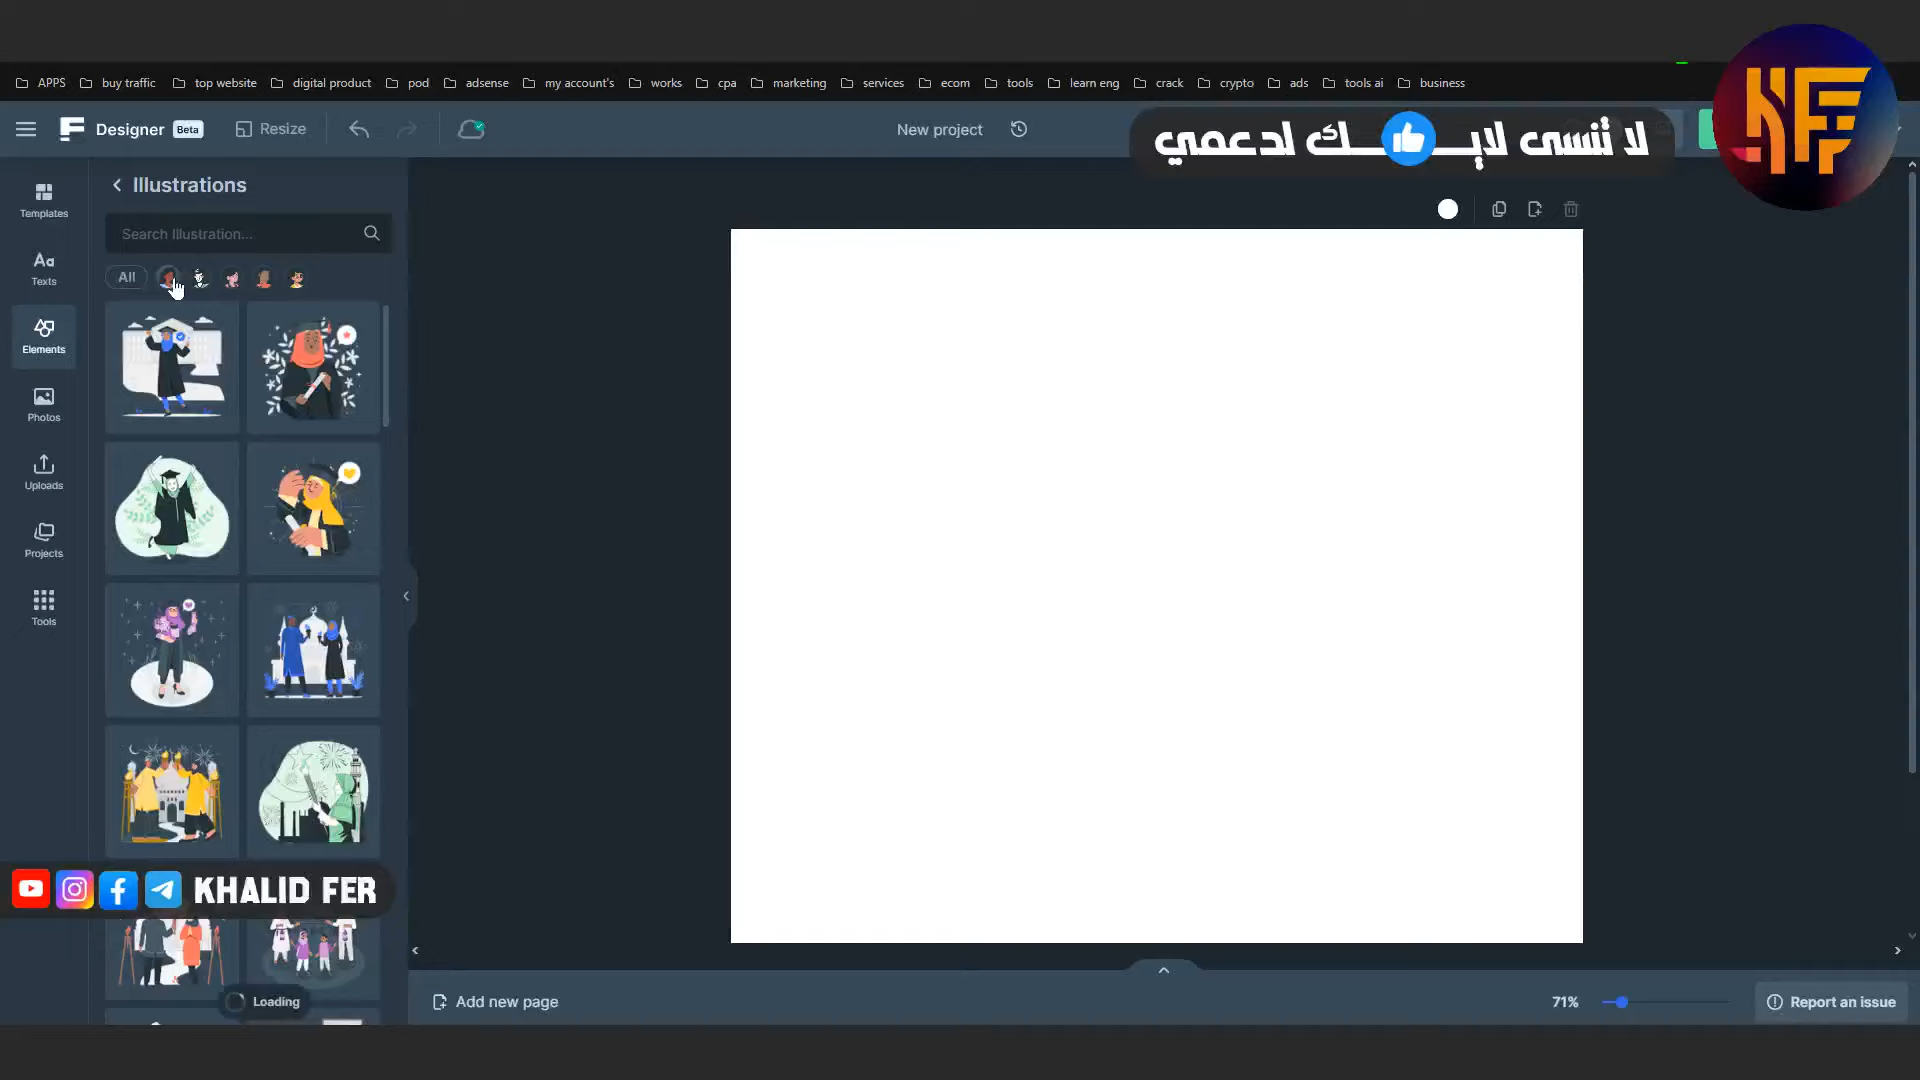 APPS buy traffic top website digital product pod adsense my account's works cpa marketing services ecom tools learn eng crack crypto ads tools ai business
Designer Beta Resize New project
لا تنسى لايـــك لدعمي
KF
Illustrations
Search Illustration...
All
Templates
Texts
Elements
Photos
Uploads
Projects
Tools
KHALID FER
Loading
Add new page 71% Report an issue